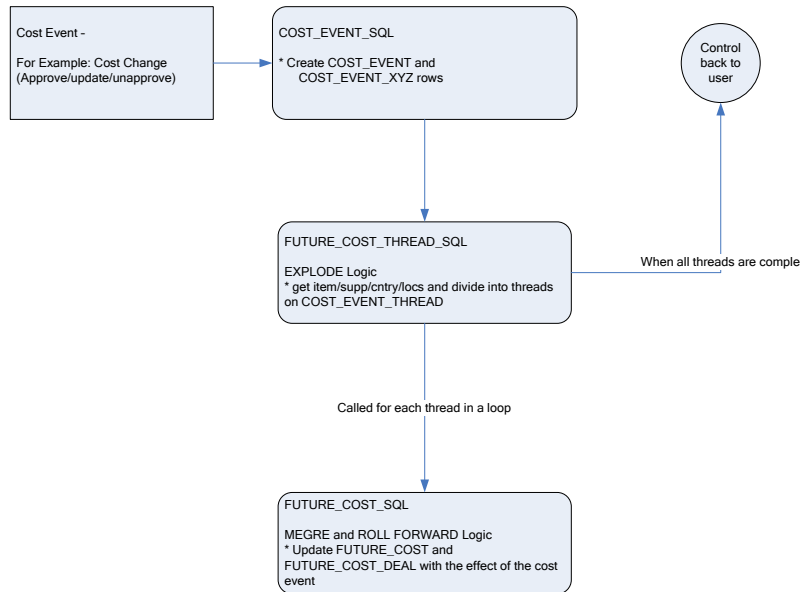 Cost Event -
For Example: Cost Change
(Approve/update/unapprove)
COST_EVENT_SQL
* Create COST_EVENT and
COST_EVENT_XYZ rows
Control
back to
user
FUTURE_COST_THREAD_SQL
EXPLODE Logic
* get item/supp/cntry/locs and divide into threads
on COST_EVENT_THREAD
When all threads are comple
Called for each thread in a loop
FUTURE_COST_SQL
MEGRE and ROLL FORWARD Logic
* Update FUTURE_COST and
FUTURE_COST_DEAL with the effect of the cost
event